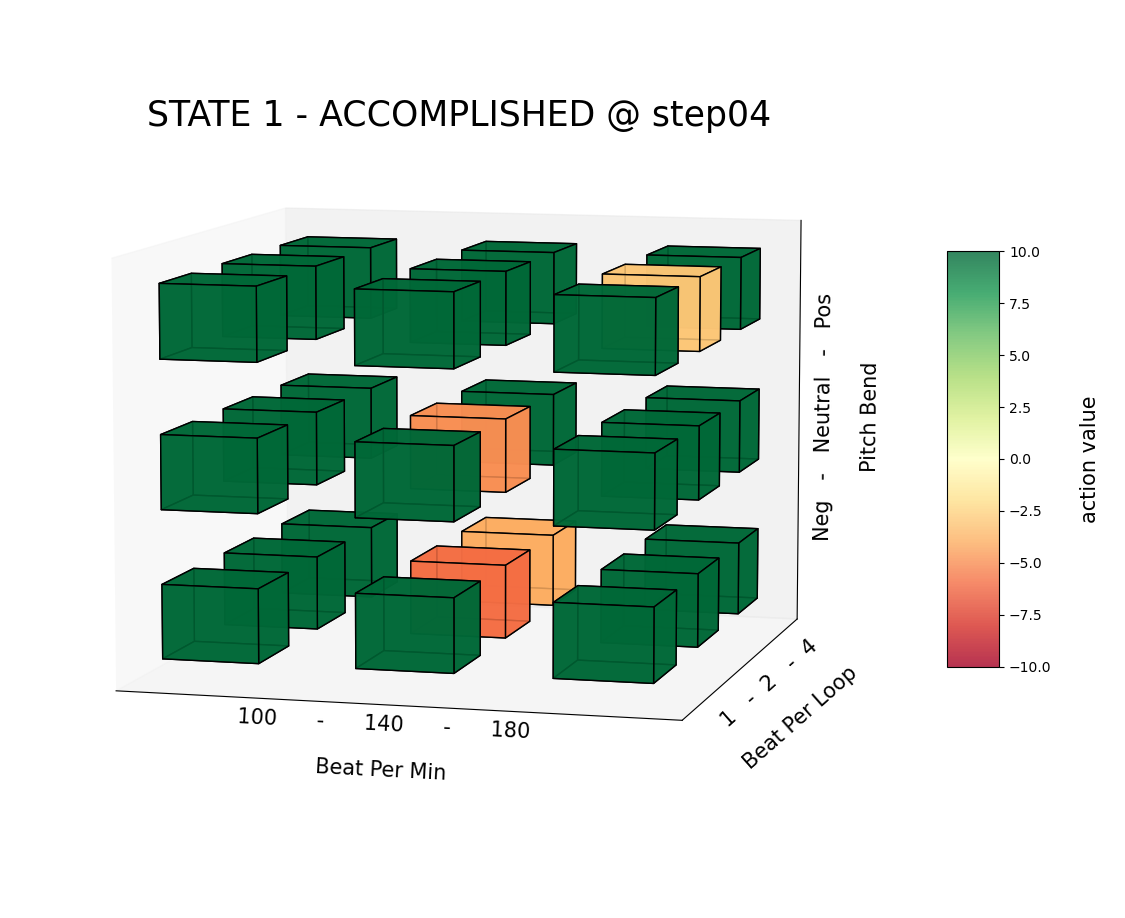 STATE 1 - ACCOMPLISHED @ step04
Neg - Neutral - Pos
Pitch Bend
1 - 2 - 4
Beat Per Loop
100 - 140 - 180
Beat Per Min
10.0
7.5
5.0
2.5
0.0
−2.5
−5.0
−7.5
−10.0
action value